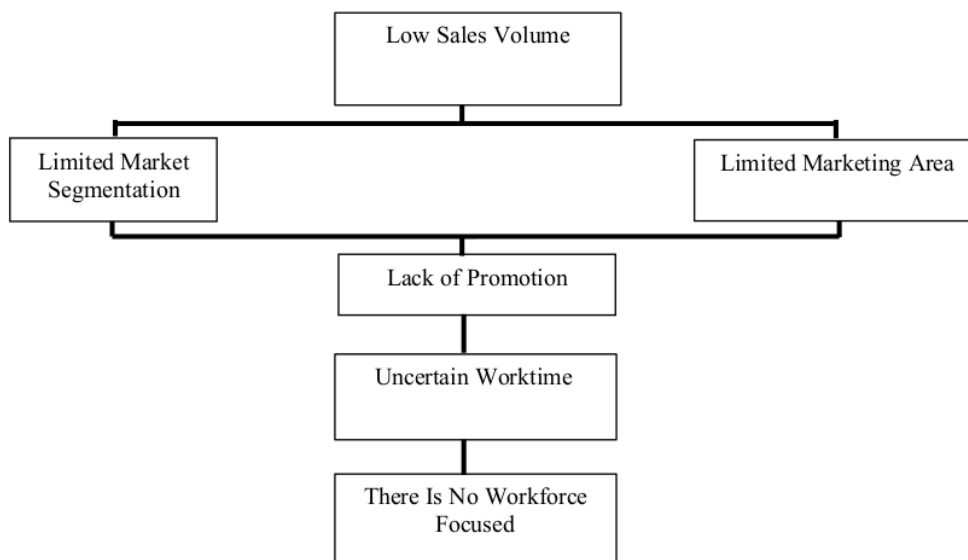 Low Sales Volume
Limited Market
Segmentation
Limited Marketing Area
Lack of Promotion
Uncertain Worktime
There Is No Workforce
Focused